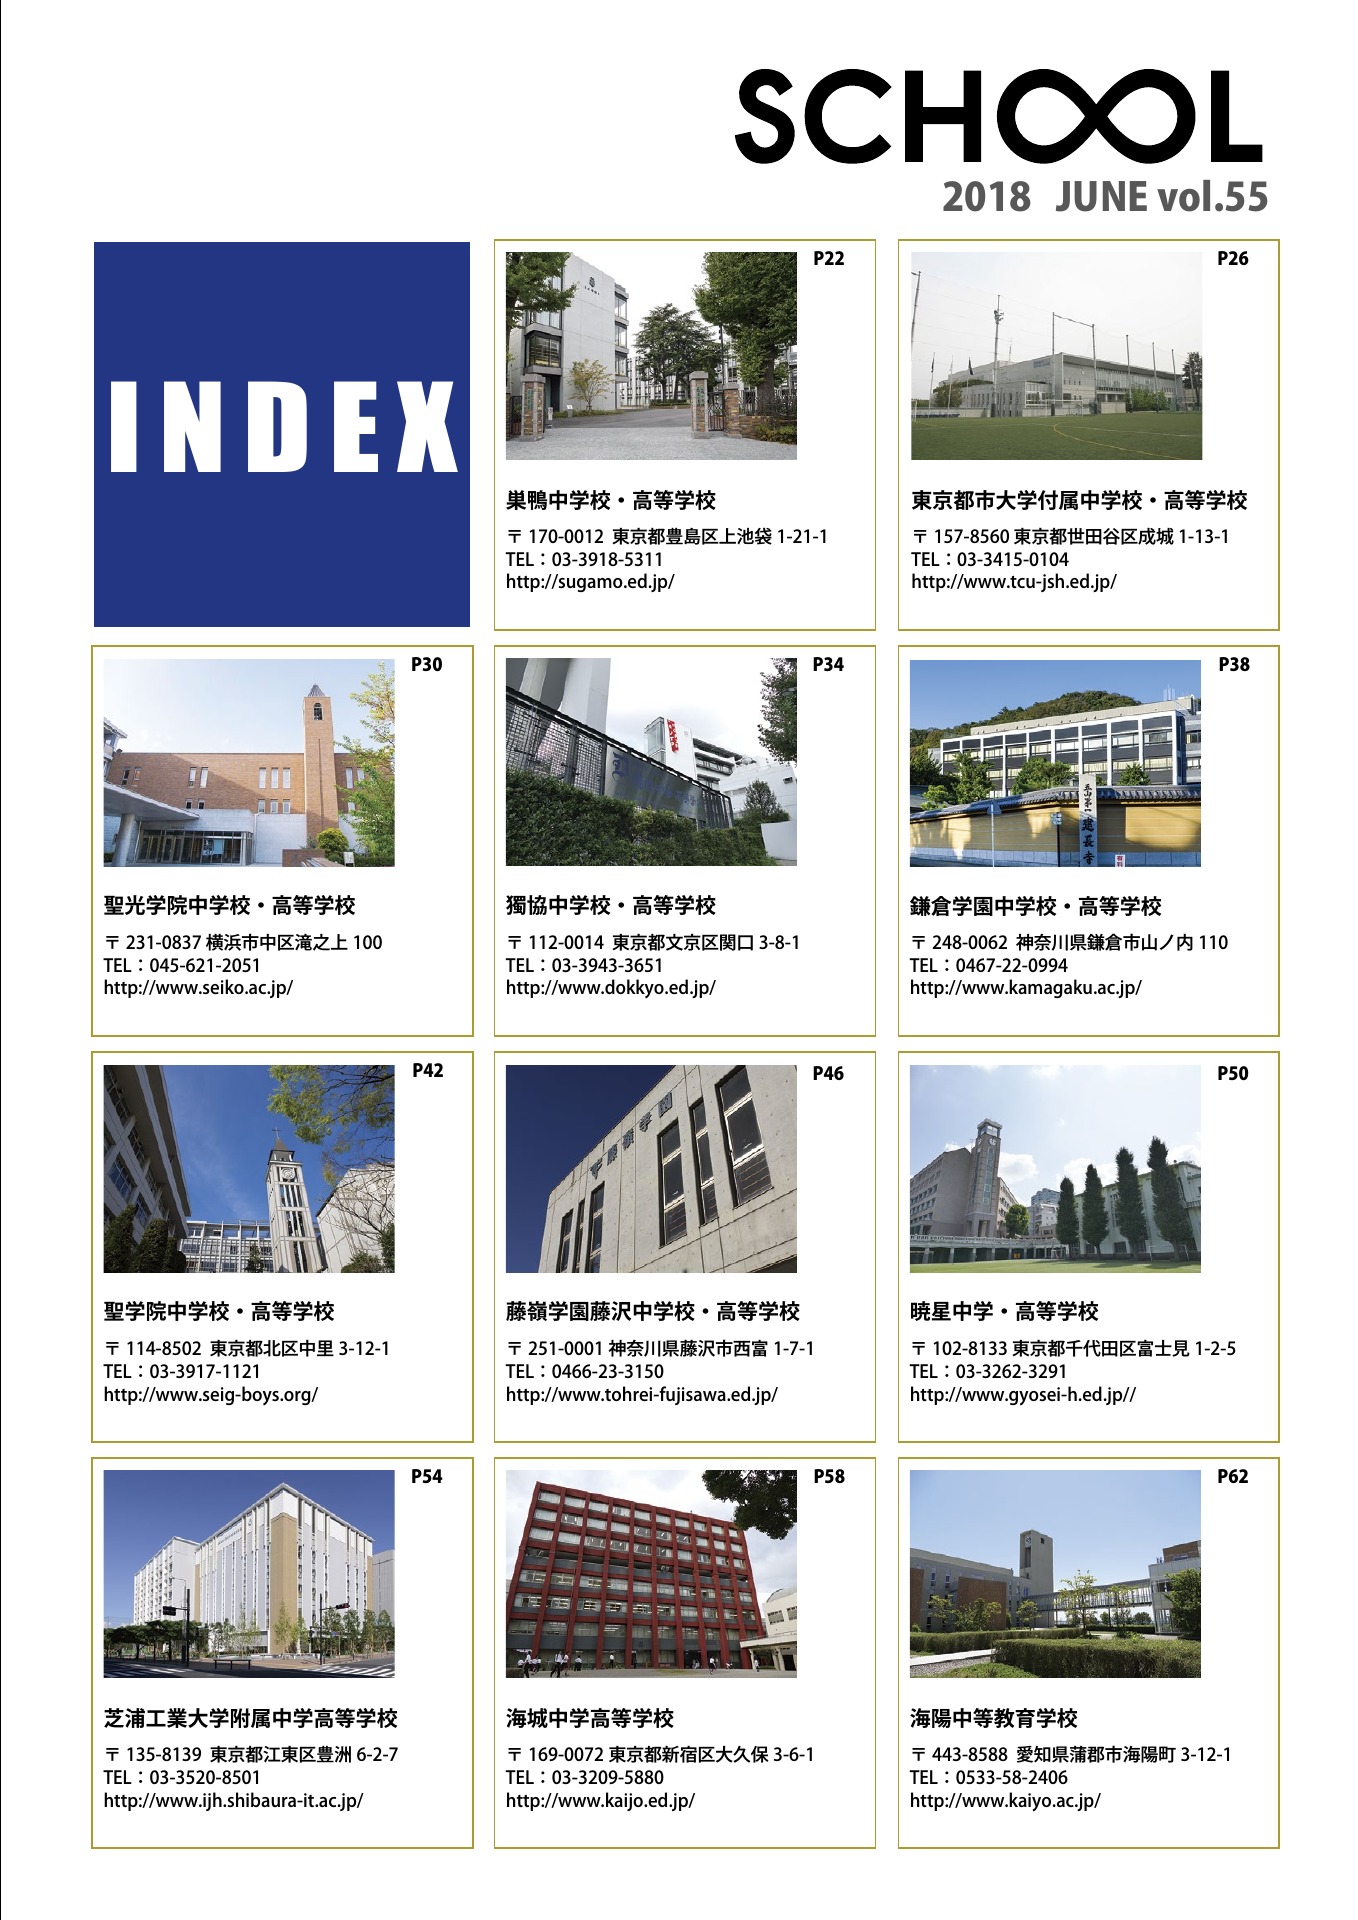 SCHOOL
2018 JUNE vol.55
INDEX
P22
巣鴨中学校・高等学校
〒 170-0012 東京都豊島区上池袋 1-21-1
TEL：03-3918-5311
http://sugamo.ed.jp/
P26
東京都市大学付属中学校・高等学校
〒 157-8560 東京都世田谷区成城 1-13-1
TEL：03-3415-0104
http://www.tcu-jsh.ed.jp/
P30
聖光学院中学校・高等学校
〒 231-0837 横浜市中区滝之上 100
TEL：045-621-2051
http://www.seiko.ac.jp/
P34
獨協中学校・高等学校
〒 112-0014 東京都文京区関口 3-8-1
TEL：03-3943-3651
http://www.dokkyo.ed.jp/
P38
五山第一
建長寺
鎌倉学園中学校・高等学校
〒 248-0062 神奈川県鎌倉市山ノ内 110
TEL：0467-22-0994
http://www.kamagaku.ac.jp/
P42
聖学院中学校・高等学校
〒 114-8502 東京都北区中里 3-12-1
TEL：03-3917-1121
http://www.seig-boys.org/
P46
藤嶺学園
藤嶺学園藤沢中学校・高等学校
〒 251-0001 神奈川県藤沢市西富 1-7-1
TEL：0466-23-3150
http://www.tohrei-fujisawa.ed.jp/
P50
暁星中学・高等学校
〒 102-8133 東京都千代田区富士見 1-2-5
TEL：03-3262-3291
http://www.gyosei-h.ed.jp//
P54
芝浦工業大学附属中学高等学校
〒 135-8139 東京都江東区豊洲 6-2-7
TEL：03-3520-8501
http://www.ijh.shibaura-it.ac.jp/
P58
海城中学高等学校
〒 169-0072 東京都新宿区大久保 3-6-1
TEL：03-3209-5880
http://www.kaijo.ed.jp/
P62
海陽中等教育学校
〒 443-8588 愛知県蒲郡市海陽町 3-12-1
TEL：0533-58-2406
http://www.kaiyo.ac.jp/